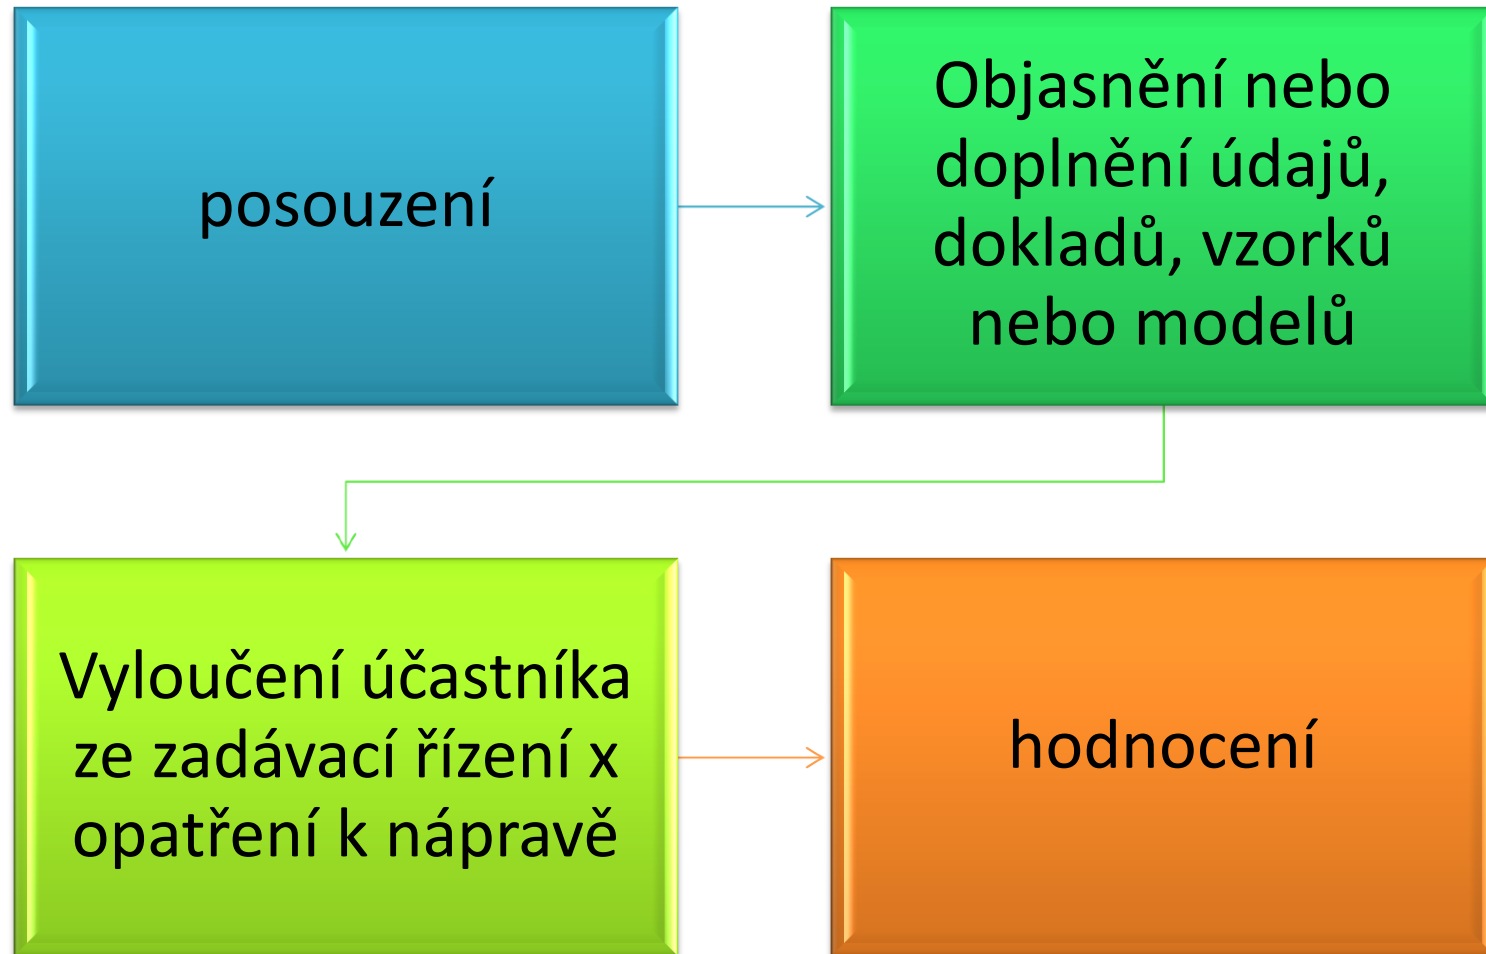 posouzení
Objasnění nebo
doplnění údajů,
dokladů, vzorků
nebo modelů
Vyloučení účastníka
ze zadávací řízení x
opatření k nápravě
hodnocení